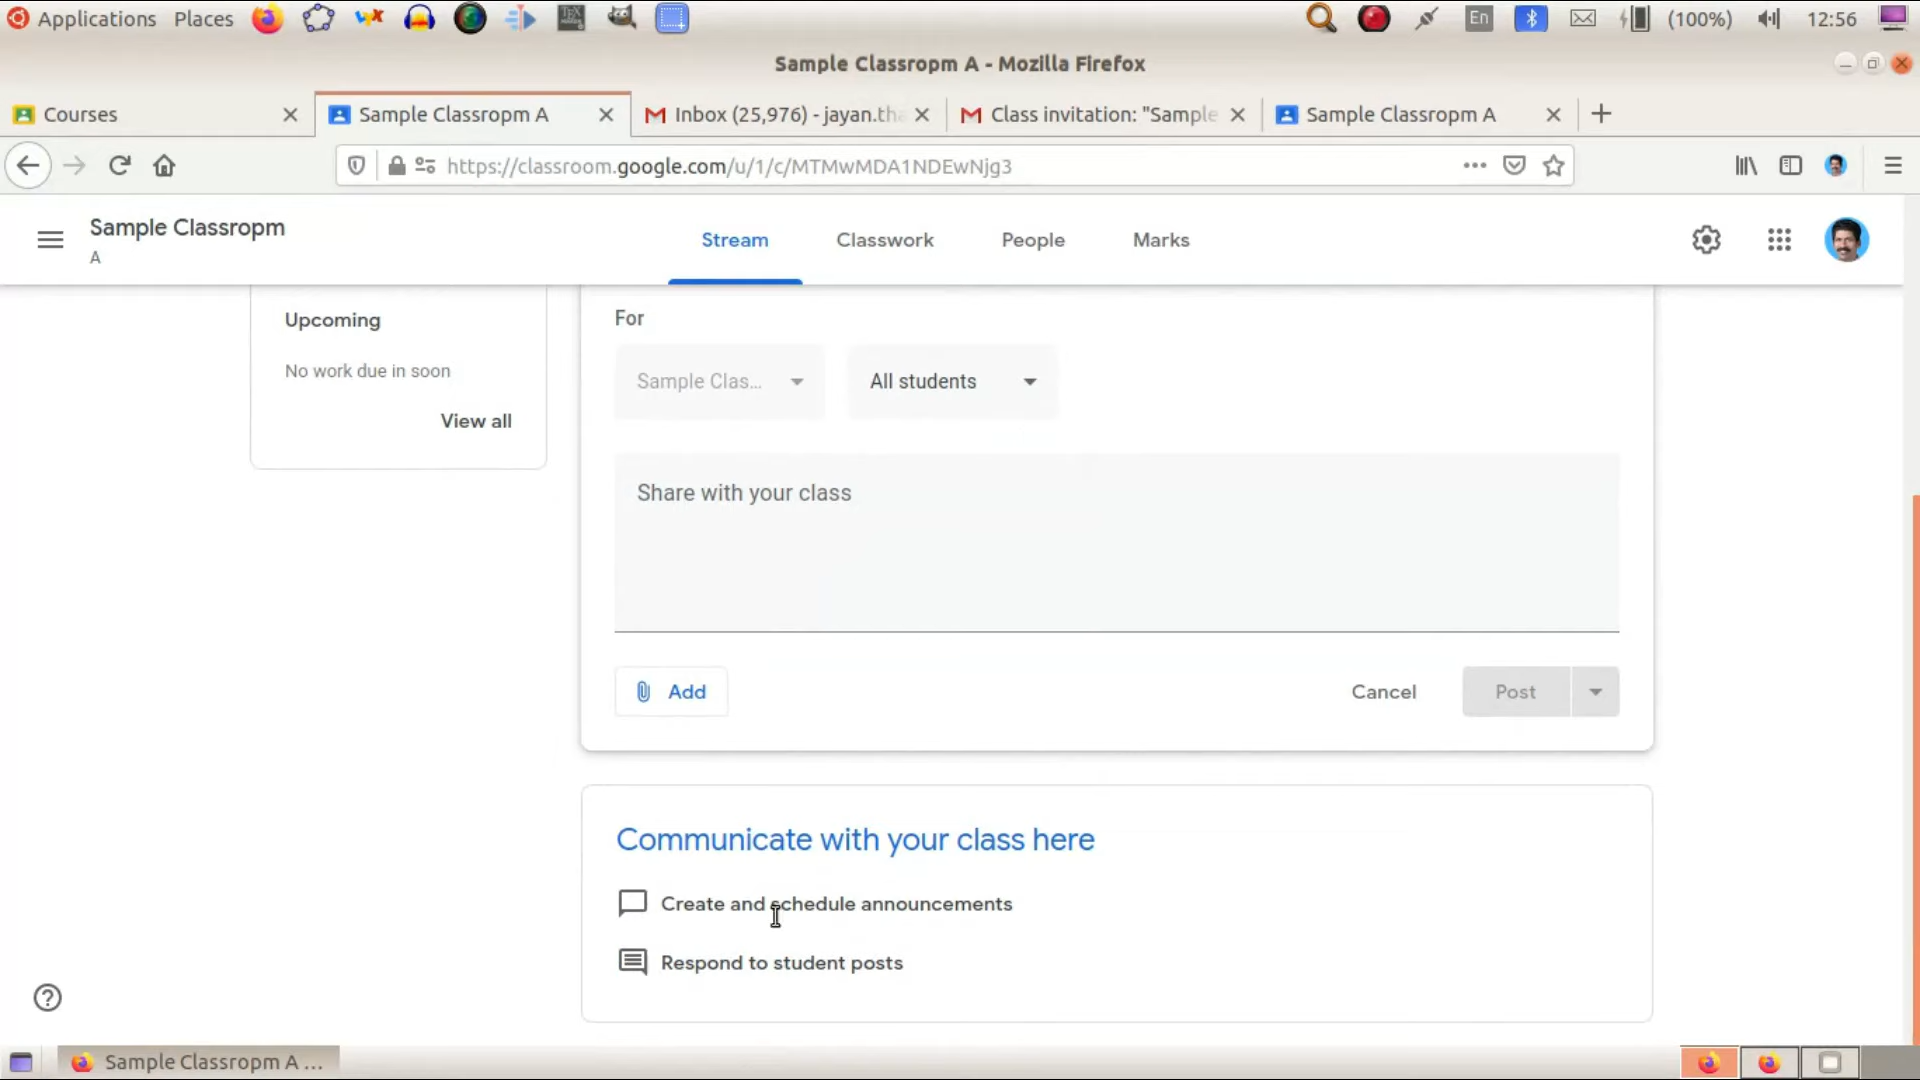 Applications Places En (100%) 12:56
Sample Classropm A - Mozilla Firefox
Courses Sample Classropm A Inbox (25,976) - jayan.tha Class invitation: "Sample Sample Classropm A
https://classroom.google.com/u/1/c/MTMwMDA1NDEwNjg3
Sample Classropm
A
Stream Classwork People Marks
Upcoming
No work due in soon
View all
For
Sample Clas... All students
Share with your class
Add Cancel Post
Communicate with your class here
Create and schedule announcements
Respond to student posts
Sample Classropm A ...